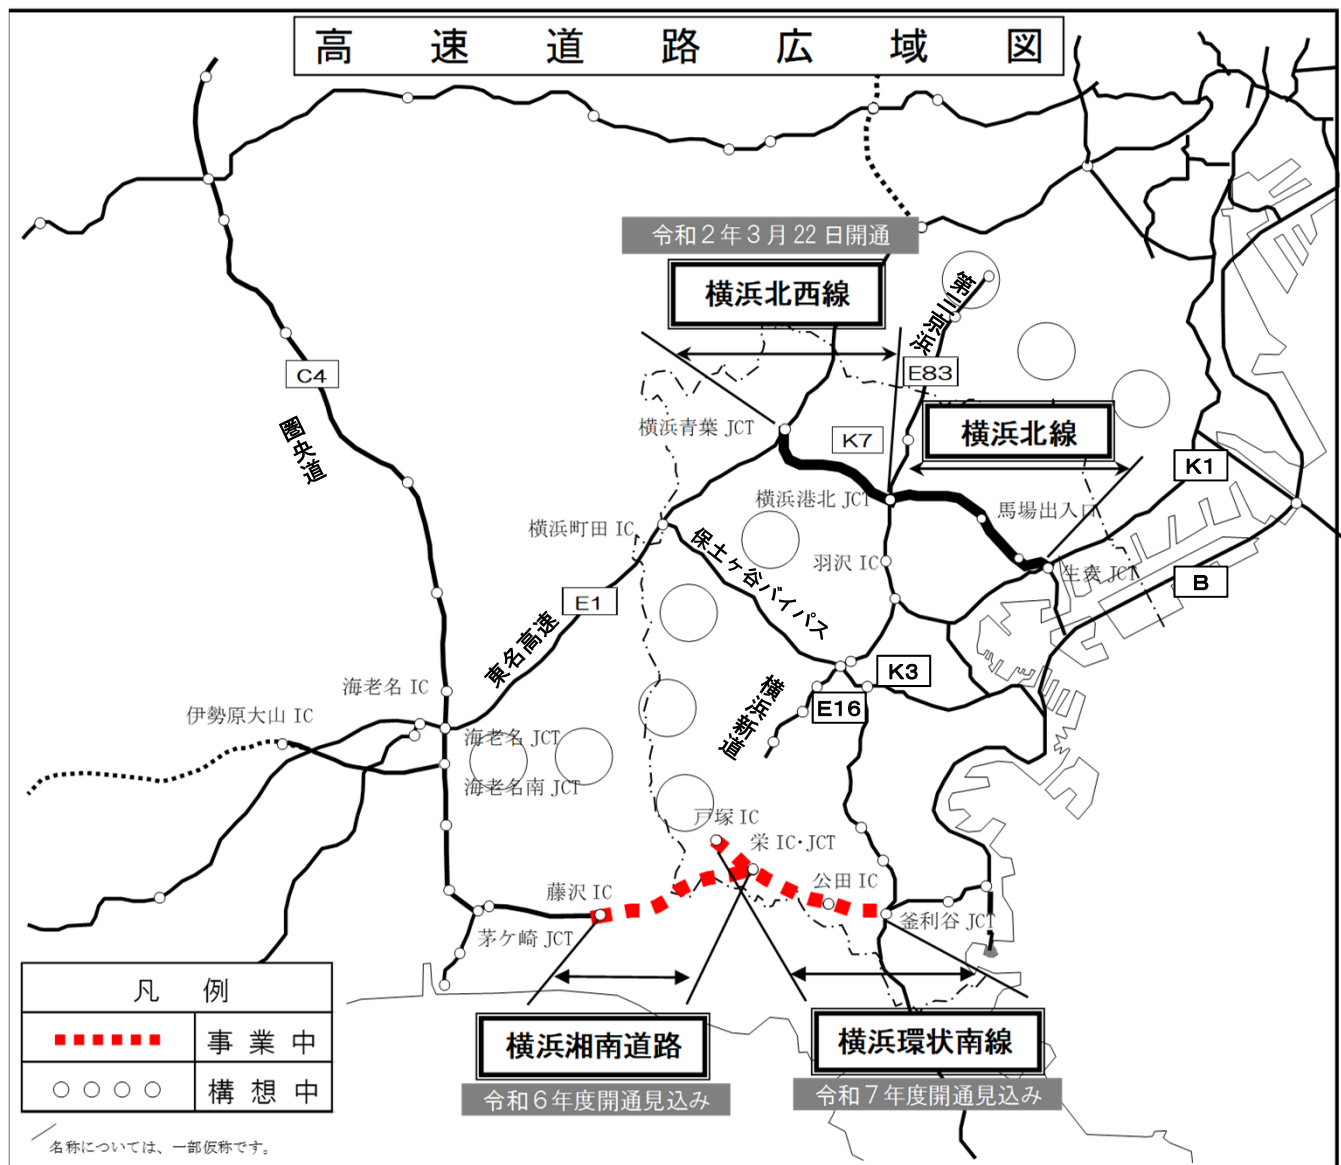 高速道路広域図
令和２年３月22日開通
横浜北西線
第三京浜
C4
E83
横浜北線
圏央道
横浜青葉 JCT
K7
K1
横浜港北 JCT
馬場出入口
横浜町田 IC
保土ヶ谷バイパス
羽沢 IC
生麦 JCT
B
E1
東名高速
海老名 IC
K3
伊勢原大山 IC
横浜新道
E16
海老名 JCT
海老名南 JCT
戸塚 IC
栄 IC・JCT
藤沢 IC
公田 IC
茅ケ崎 JCT
釜利谷 JCT
凡例
事業中
構想中
横浜湘南道路
令和６年度開通見込み
横浜環状南線
令和７年度開通見込み
名称については、一部仮称です。